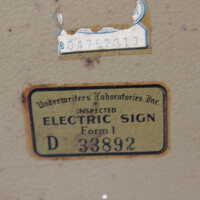 Underwriters' Laboratories, Inc.
INSPECTED
ELECTRIC SIGN
Form 1
D 33892